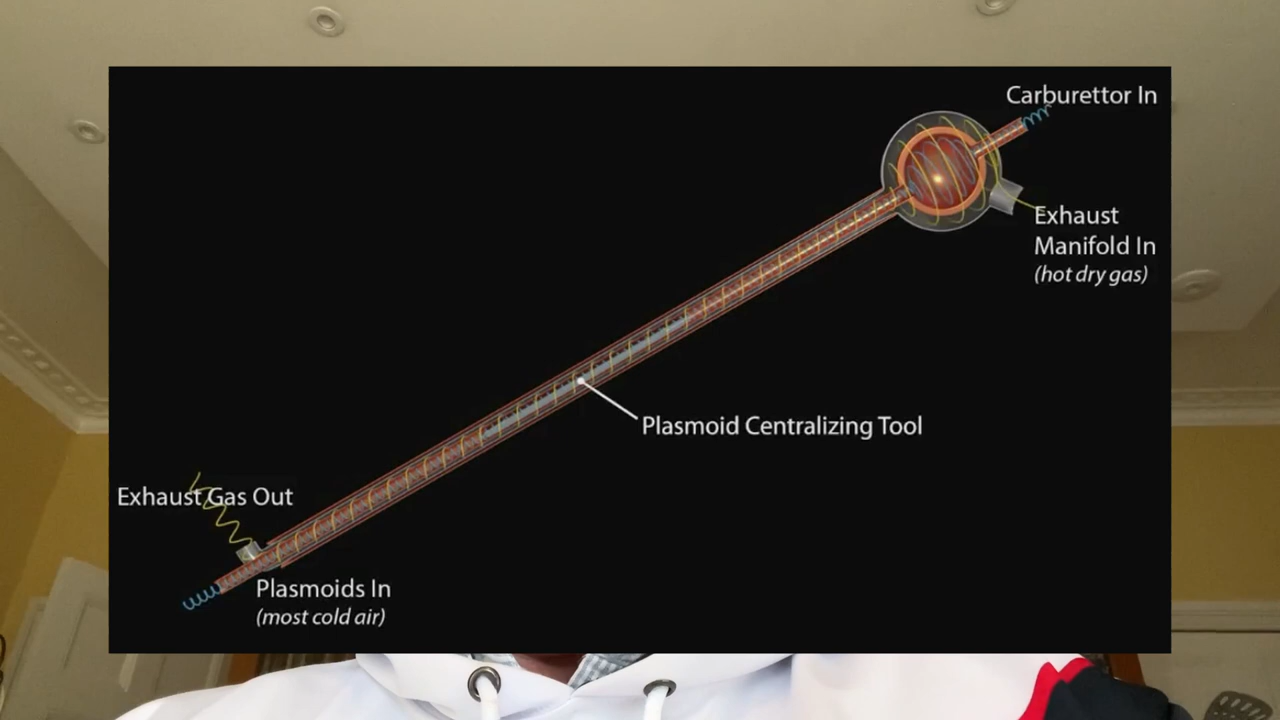 Carburettor In
Exhaust
Manifold In
(hot dry gas)
Plasmoid Centralizing Tool
Exhaust Gas Out
Plasmoids In
(most cold air)